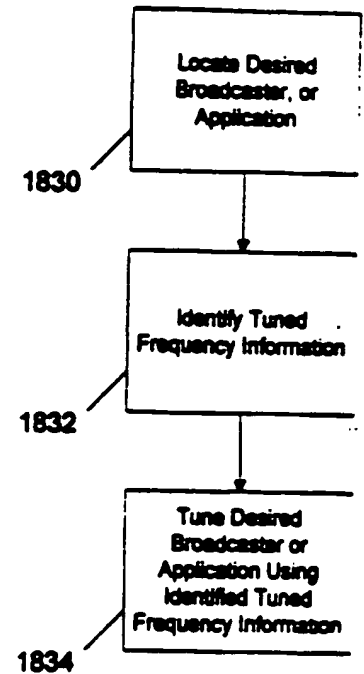 Locate Desired
Broadcaster, or
Application
1830
Identify Tuned
Frequency Information
1832
Tune Desired
Broadcaster or
Application Using
Identified Tuned
Frequency Information
1834